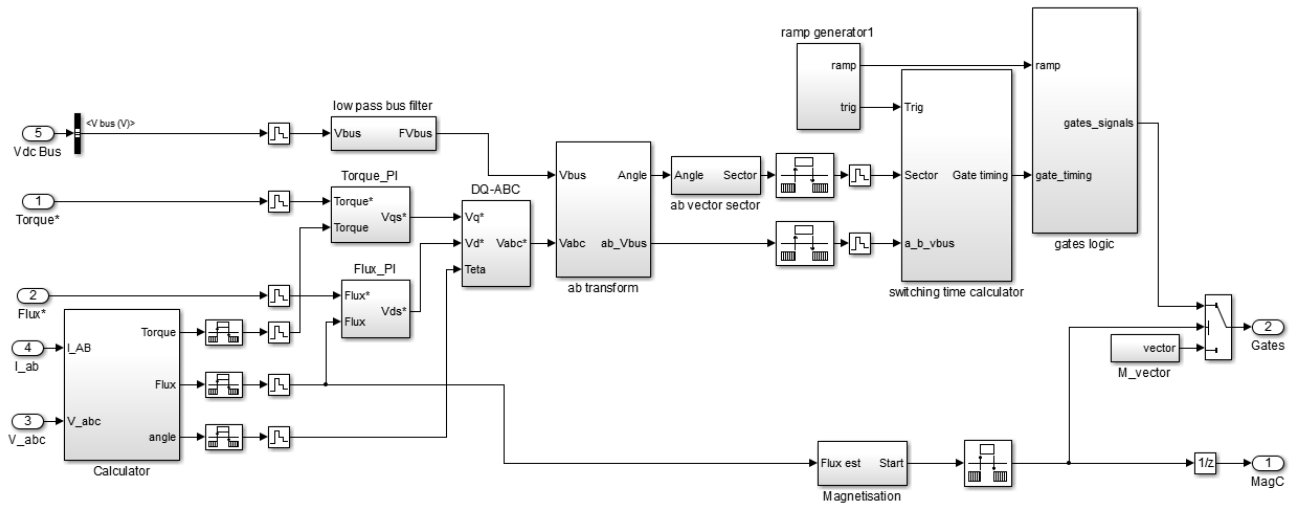 ramp generator1
ramp
trig
ramp
gates_signals
gate_timing
gates logic
<V bus (V)>
5
Vdc Bus
low pass bus filter
Vbus
FVbus
Trig
Sector
Gate timing
a_b_vbus
switching time calculator
Vbus
Angle
Vabc
ab_Vbus
ab transform
Angle
Sector
ab vector sector
1
Torque*
Torque_PI
Torque*
Vqs*
Torque
DQ-ABC
Vq*
Vd*
Vabc*
Teta
2
Flux*
Flux_PI
Flux*
Vds*
Flux
4
I_ab
3
V_abc
Torque
I_AB
Flux
V_abc
angle
Calculator
vector
M_vector
2
Gates
Flux est
Start
Magnetisation
1/z
1
MagC